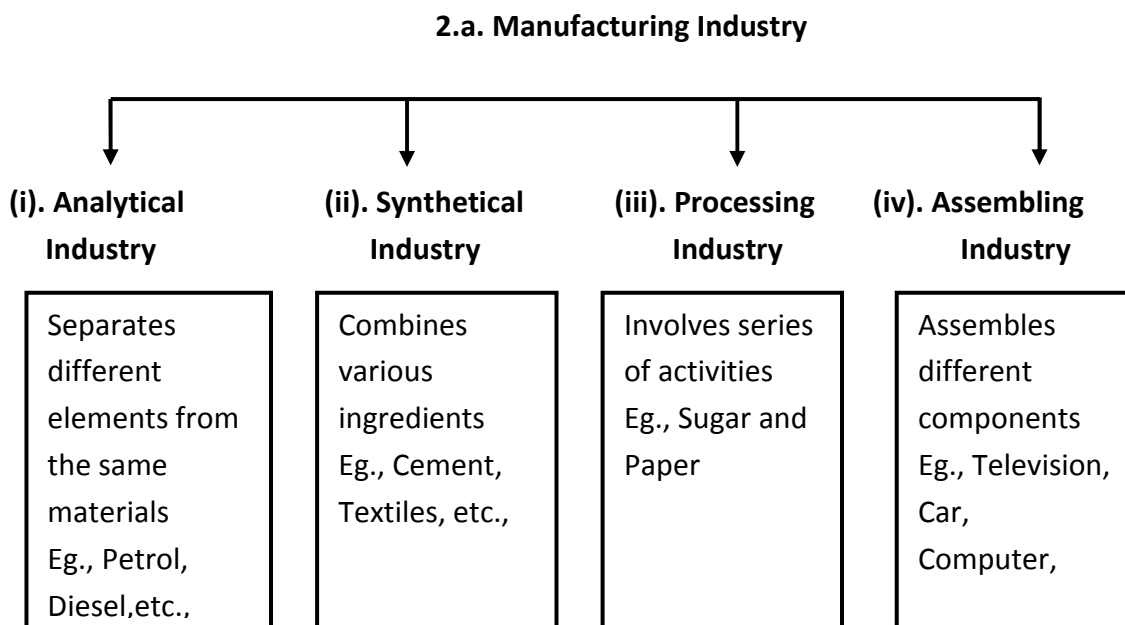 2.a. Manufacturing Industry
(i). Analytical
Industry
(ii). Synthetical
Industry
(iii). Processing
Industry
(iv). Assembling
Industry
Separates
different
elements from
the same
materials
Eg., Petrol,
Diesel,etc.,
Combines
various
ingredients
Eg., Cement,
Textiles, etc.,
Involves series
of activities
Eg., Sugar and
Paper
Assembles
different
components
Eg., Television,
Car,
Computer,